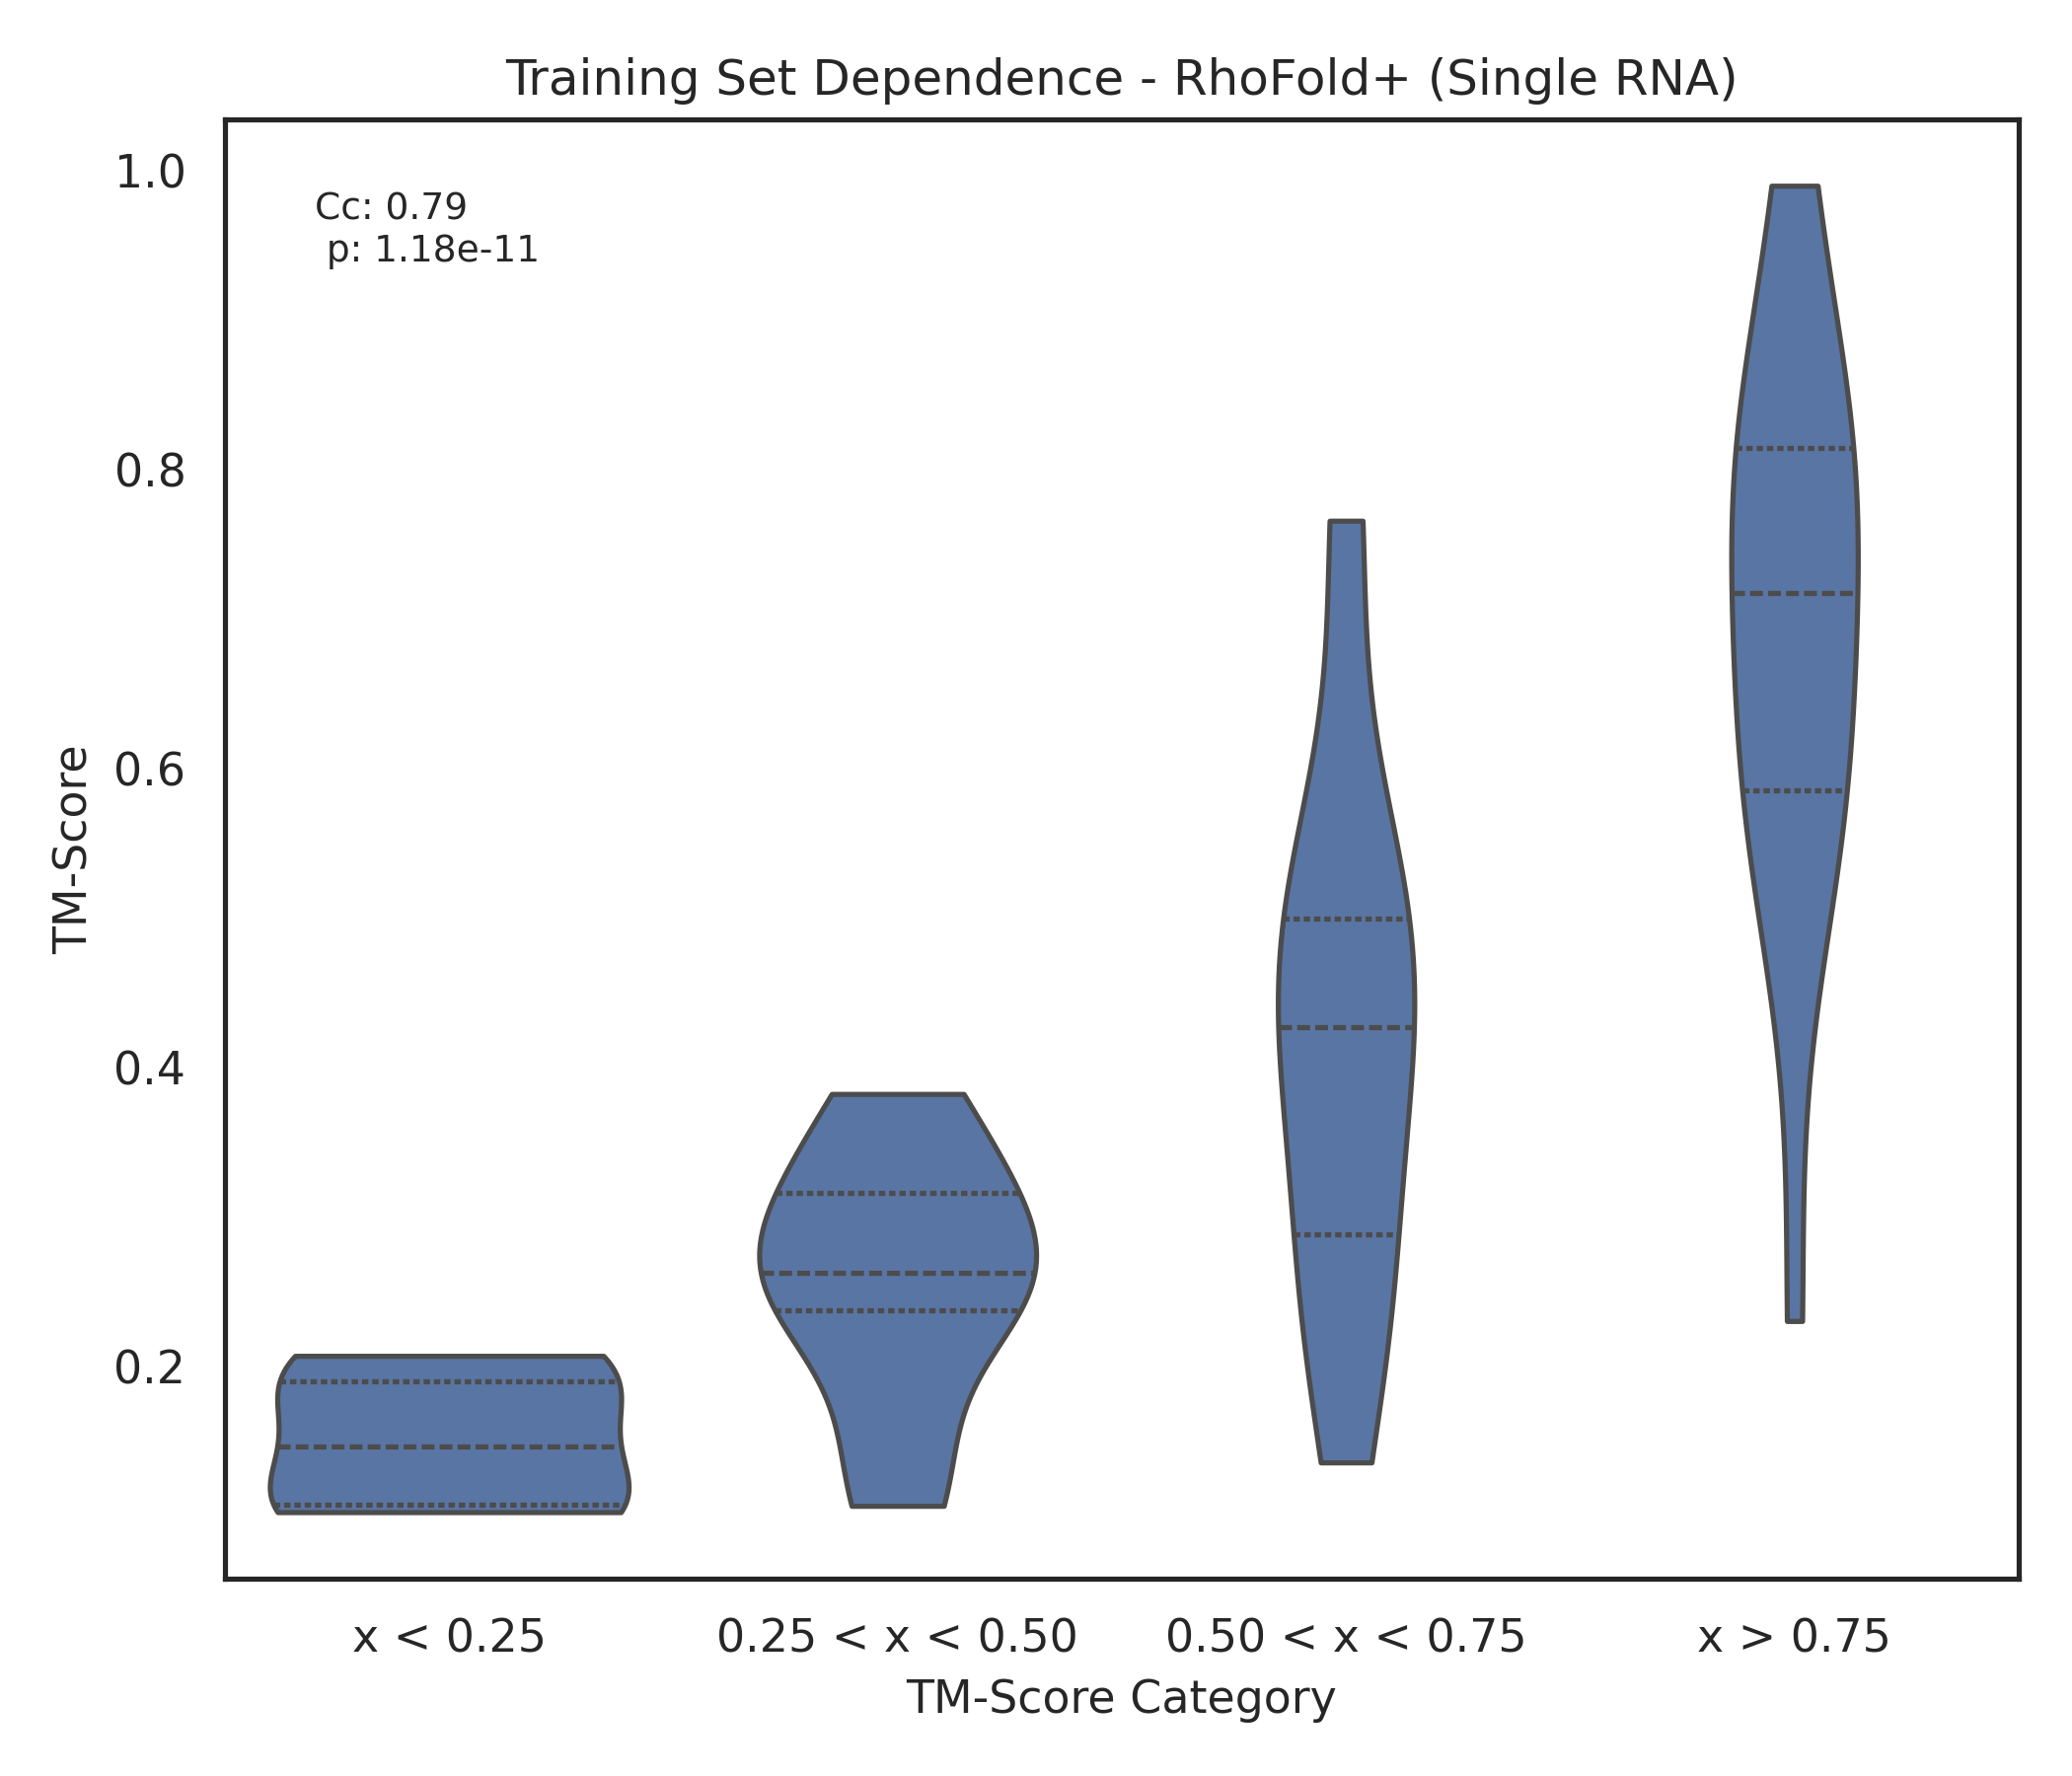 Training Set Dependence - RhoFold+ (Single RNA)
Cc: 0.79
p: 1.18e-11
1.0
0.8
0.6
0.4
0.2
TM-Score
x < 0.25
0.25 < x < 0.50
0.50 < x < 0.75
x > 0.75
TM-Score Category